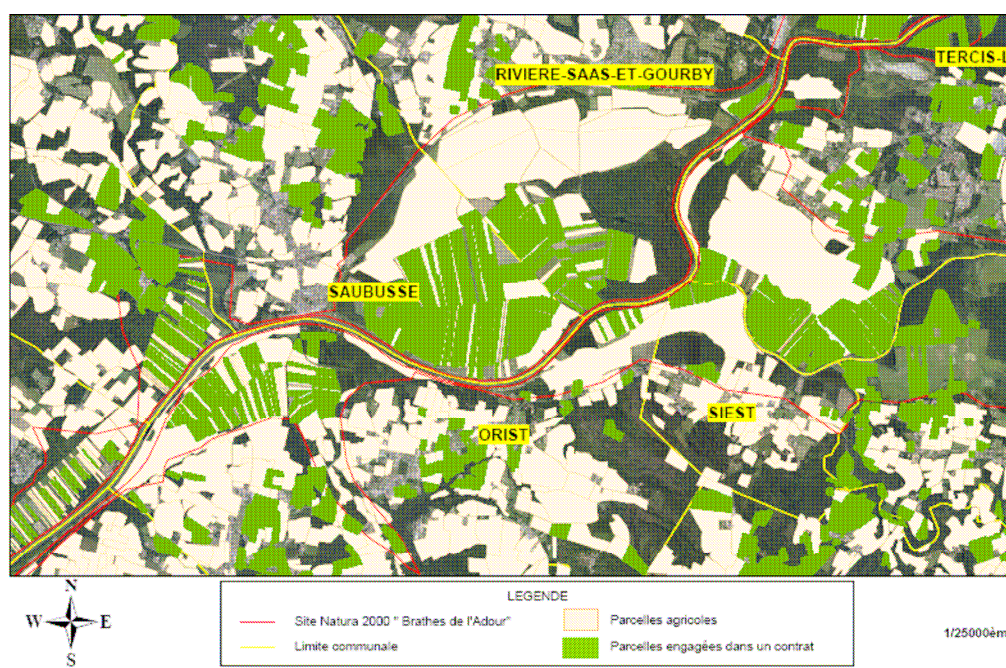 RIVIERE-SAAS-ET-GOURBY
TERCIS-L
SAUBUSSE
SIEST
ORIST
N
W E
S
LEGENDE
Site Natura 2000 " Brathes de l'Adour"
Limite communale
Parcelles agricoles
Parcelles engagées dans un contrat
1/25000èm